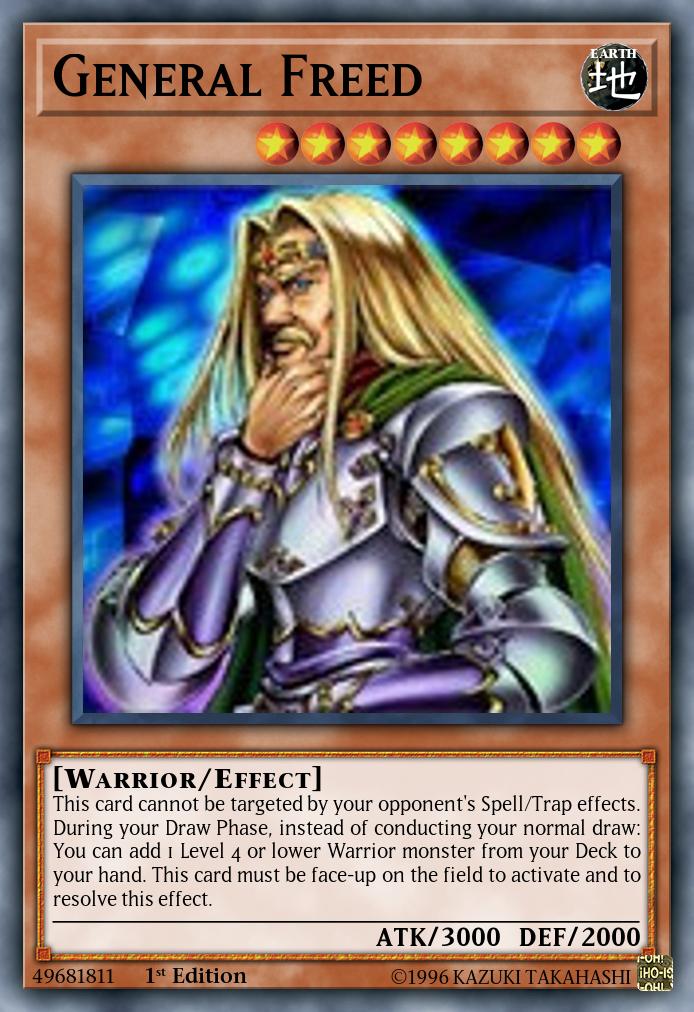 General Freed
EARTH
地
[Warrior/Effect]
This card cannot be targeted by your opponent's Spell/Trap effects.
During your Draw Phase, instead of conducting your normal draw:
You can add 1 Level 4 or lower Warrior monster from your Deck to
your hand. This card must be face-up on the field to activate and to
resolve this effect.
ATK/3000 DEF/2000
49681811 1st Edition ©1996 KAZUKI TAKAHASHI